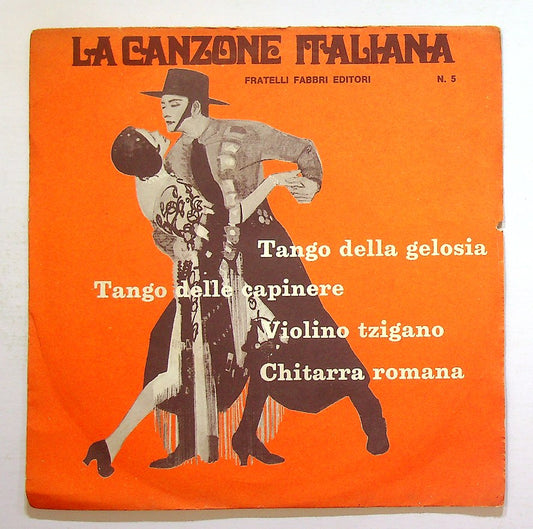 LA CANZONE ITALIANA
FRATELLI FABBRI EDITORI N. 5
Tango della gelosia
Tango delle capinere
Violino tzigano
Chitarra romana